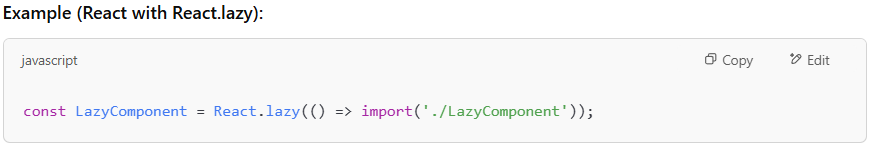 Example (React with React.lazy):
javascript Copy Edit
const LazyComponent = React.lazy(() => import('./LazyComponent'));